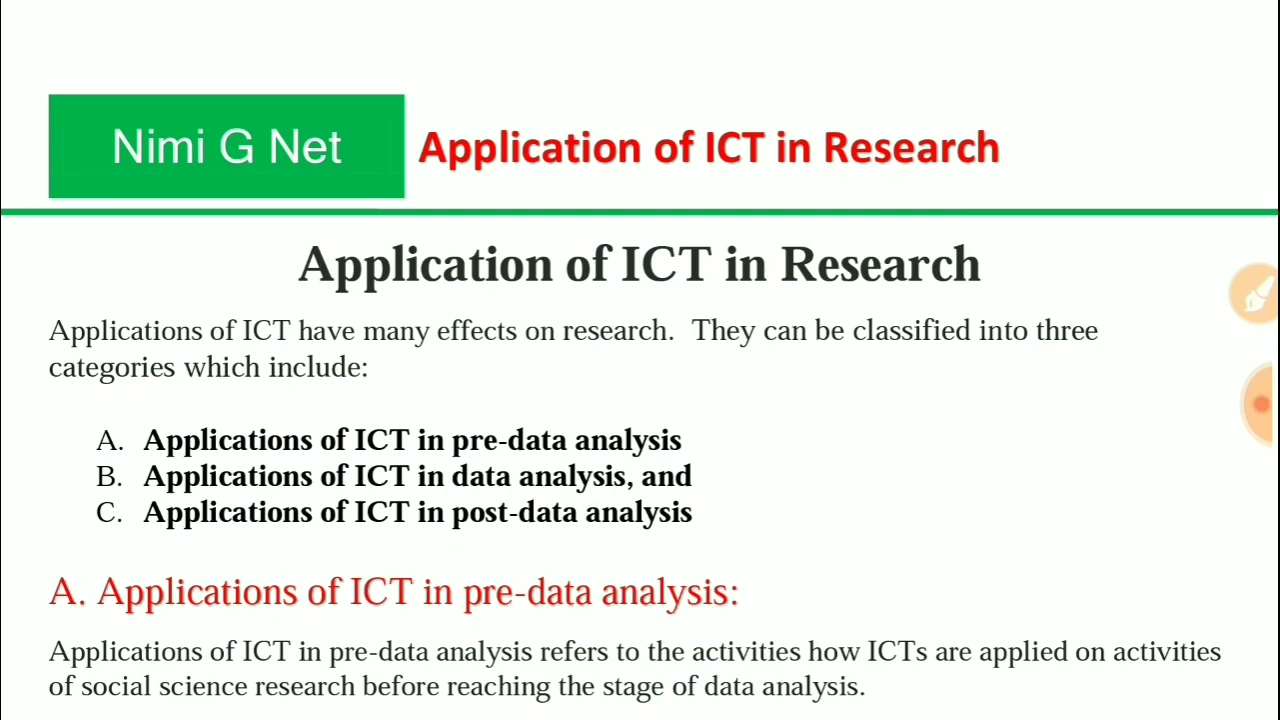 Nimi G Net
Application of ICT in Research
Application of ICT in Research
Applications of ICT have many effects on research. They can be classified into three
categories which include:
A. Applications of ICT in pre-data analysis
B. Applications of ICT in data analysis, and
C. Applications of ICT in post-data analysis
A. Applications of ICT in pre-data analysis:
Applications of ICT in pre-data analysis refers to the activities how ICTs are applied on activities
of social science research before reaching the stage of data analysis.